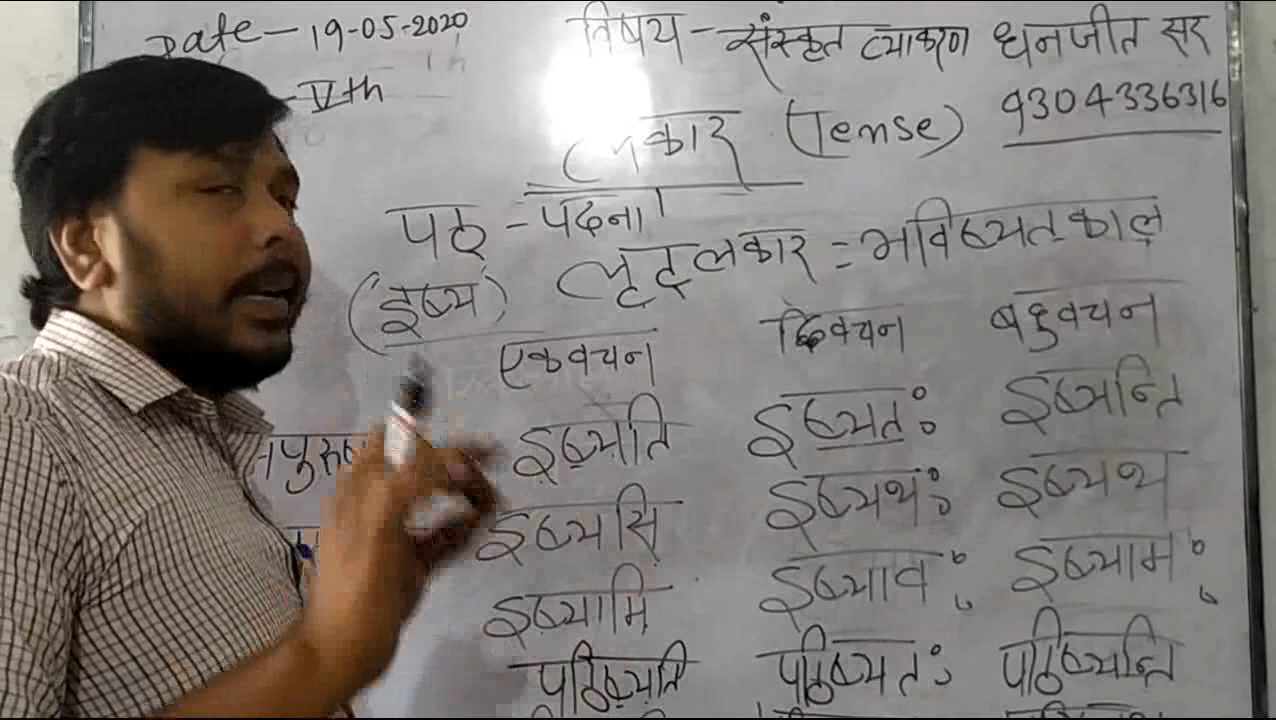 Date - 19-05-2020 विषय - संस्कृत व्याकरण धनजीत सर
- Vth 9304336316
लकार (Tense)
पठ् - पढना।
(इष्य) लृट् लकार = भविष्यत् काल
एकवचन द्विवचन बहुवचन
इष्यति इष्यतः इष्यन्ति
पुरुष
इष्यसि इष्यथः इष्यथ
इष्यामि इष्यावः इष्यामः
पठिष्यति पठिष्यतः पठिष्यन्ति